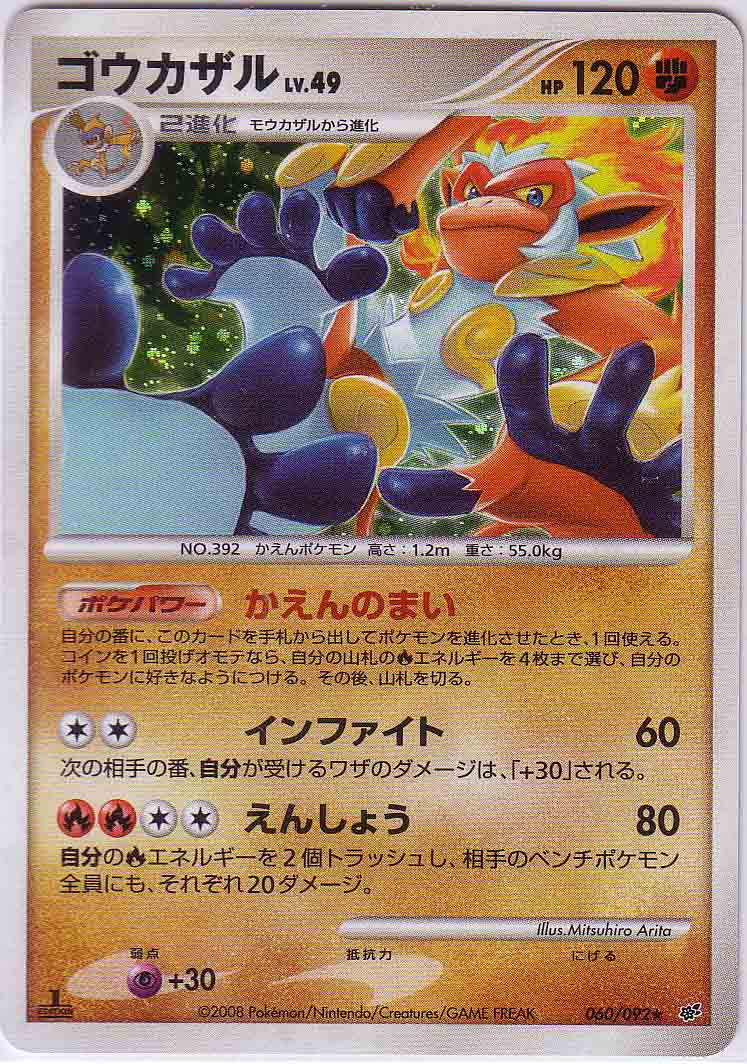 ゴウカザル LV.49 HP 120
2進化 モウカザルから進化
NO.392 かえんポケモン 高さ:1.2m 重さ:55.0kg
ポケパワー かえんのまい
自分の番に、このカードを手札から出してポケモンを進化させたとき、1回使える。
コインを1回投げオモテなら、自分の山札のエネルギーを4枚まで選び、自分の
ポケモンに好きなようにつける。その後、山札を切る。
インファイト 60
次の相手の番、自分が受けるワザのダメージは、「+30」される。
えんしょう 80
自分のエネルギーを2個トラッシュし、相手のベンチポケモン
全員にも、それぞれ20ダメージ。
Illus.Mitsuhiro Arita
弱点 抵抗力 にげる
+30
1 EDITION
©2008 Pokémon/Nintendo/Creatures/GAME FREAK 060/092★